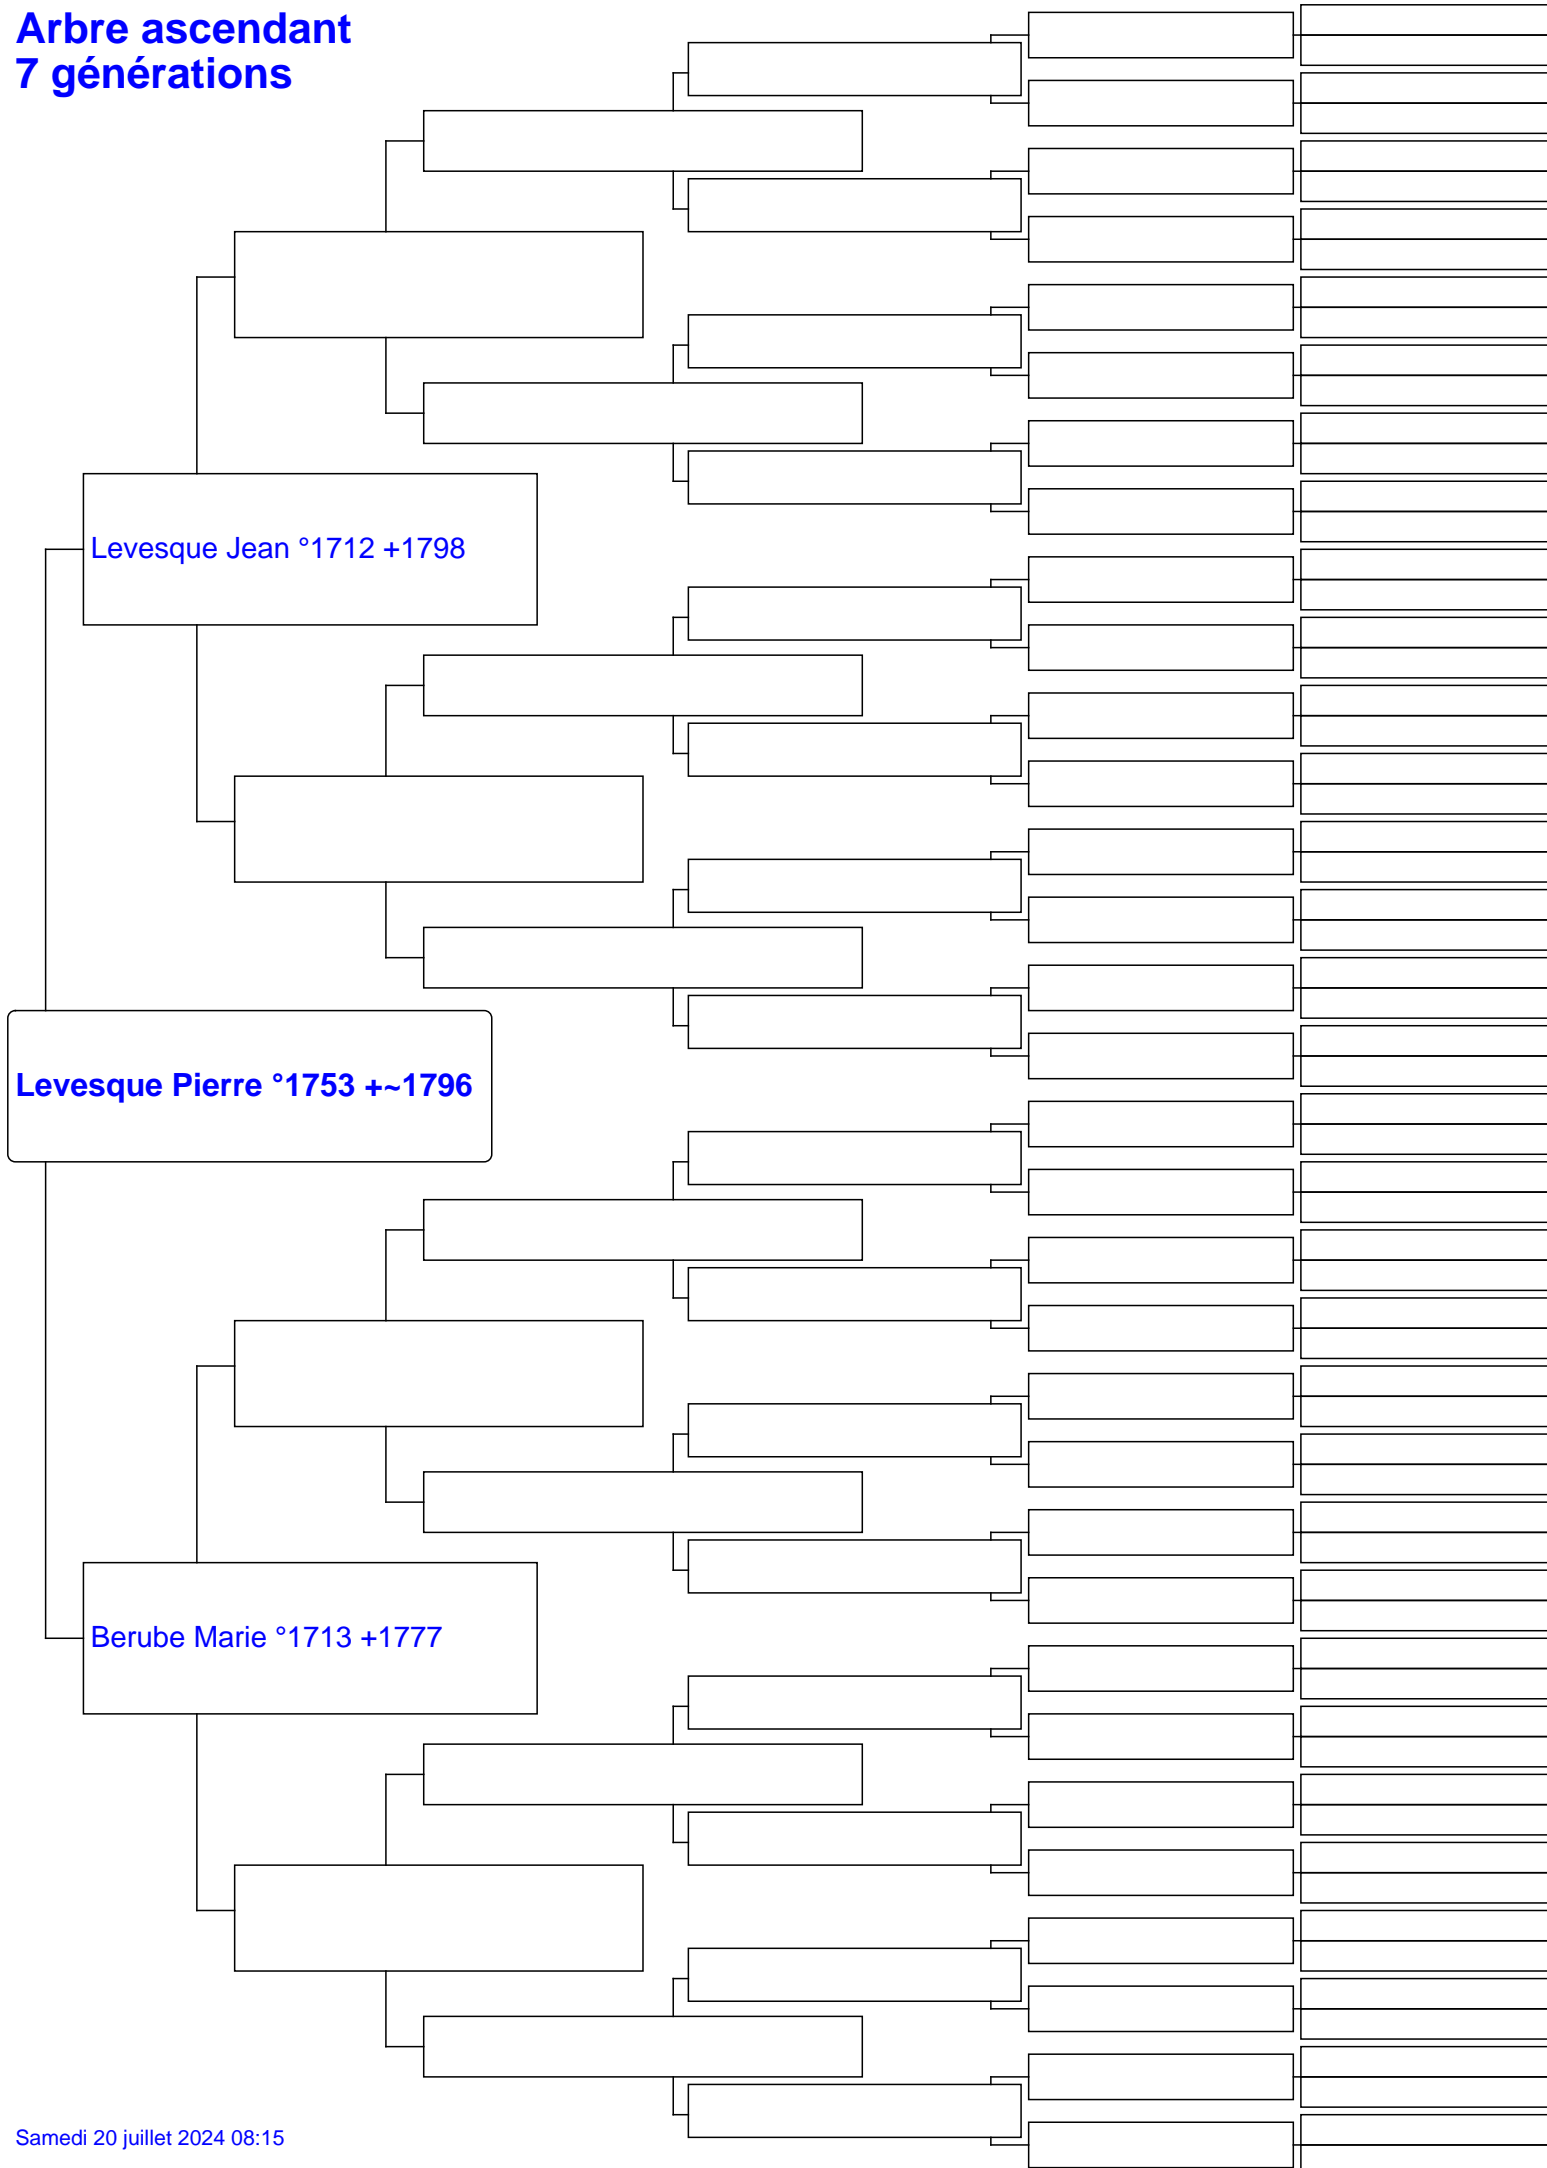 Arbre ascendant
7 générations
Levesque Jean °1712 +1798
Levesque Pierre °1753 +~1796
Berube Marie °1713 +1777
Samedi 20 juillet 2024 08:15